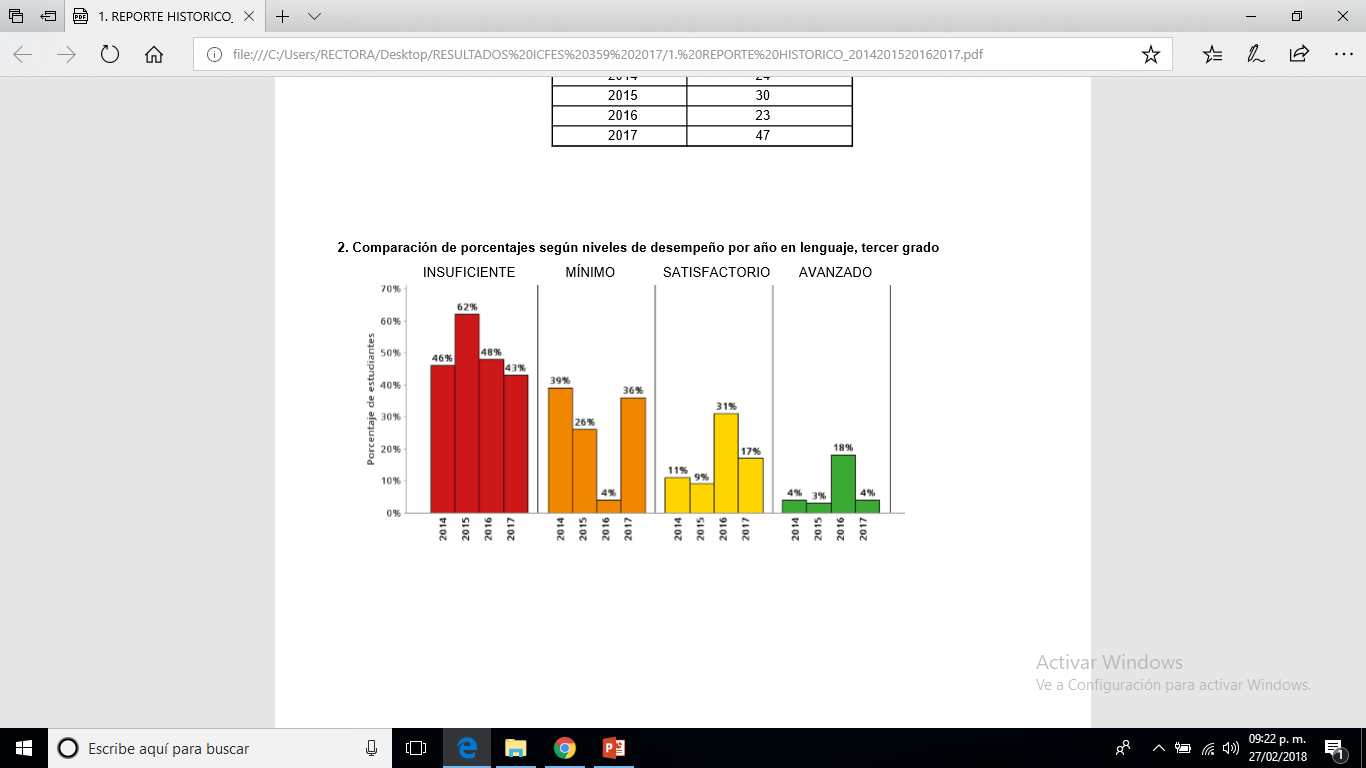 1. REPORTE HISTORICO_
file:///C:/Users/RECTORA/Desktop/RESULTADOS%20ICFES%20359%202017/1.%20REPORTE%20HISTORICO_2014201520162017.pdf
2014 24
2015 30
2016 23
2017 47
2. Comparación de porcentajes según niveles de desempeño por año en lenguaje, tercer grado
INSUFICIENTE MÍNIMO SATISFACTORIO AVANZADO
Porcentaje de estudiantes
70%
60%
50%
40%
30%
20%
10%
0%
46% 62% 48% 43%
39% 26% 4% 36%
11% 9% 31% 17%
4% 3% 18% 4%
2014 2015 2016 2017 2014 2015 2016 2017 2014 2015 2016 2017 2014 2015 2016 2017
Activar Windows
Ve a Configuración para activar Windows.
Escribe aquí para buscar
09:22 p. m.
27/02/2018
1